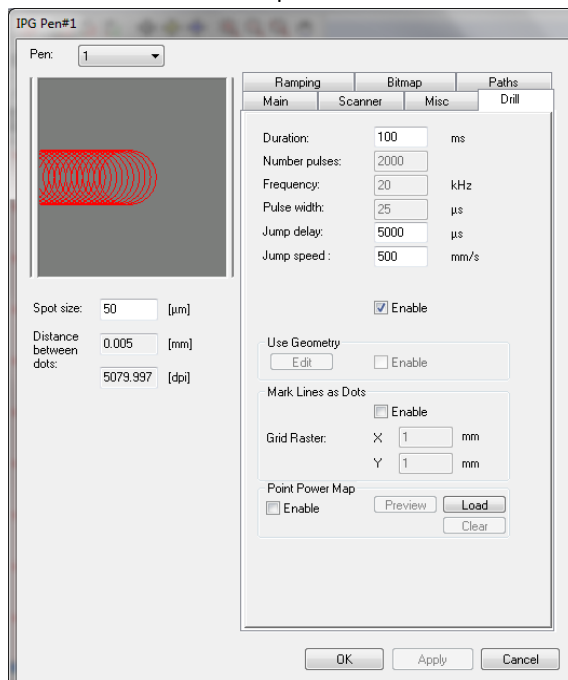 IPG Pen#1
Pen: 1
Ramping Bitmap Paths
Main Scanner Misc Drill
Duration: 100 ms
Number pulses: 2000
Frequency: 20 kHz
Pulse width: 25 µs
Jump delay: 5000 µs
Jump speed : 500 mm/s
Enable
Spot size: 50 [µm]
Distance between dots: 0.005 [mm]
5079.997 [dpi]
Use Geometry
Edit Enable
Mark Lines as Dots
Enable
Grid Raster: X 1 mm
Y 1 mm
Point Power Map
Enable Preview Load
Clear
OK Apply Cancel